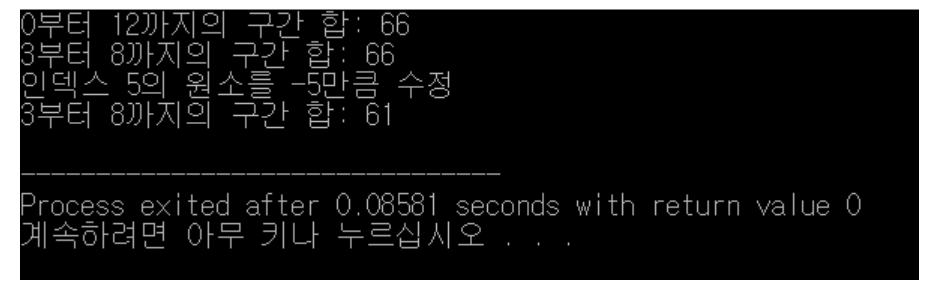 0부터 12까지의 구간 합: 66
3부터 8까지의 구간 합: 66
인덱스 5의 원소를 -5만큼 수정
3부터 8까지의 구간 합: 61
--------------------------------
Process exited after 0.08581 seconds with return value 0
계속하려면 아무 키나 누르십시오 . . .